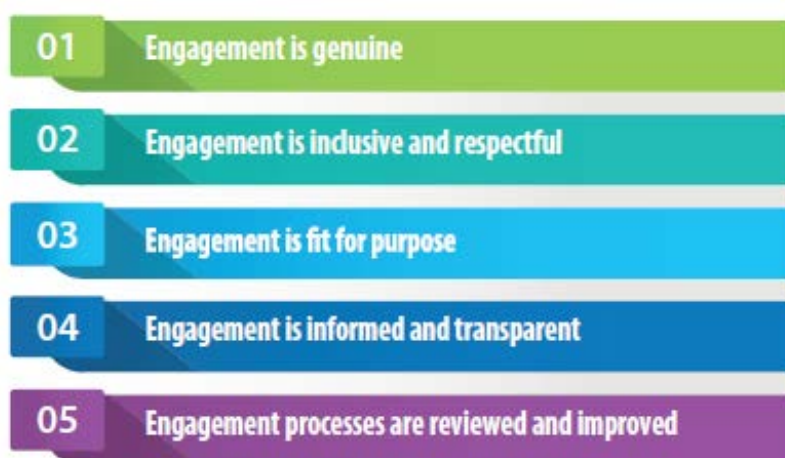 01 Engagement is genuine
02 Engagement is inclusive and respectful
03 Engagement is fit for purpose
04 Engagement is informed and transparent
05 Engagement processes are reviewed and improved